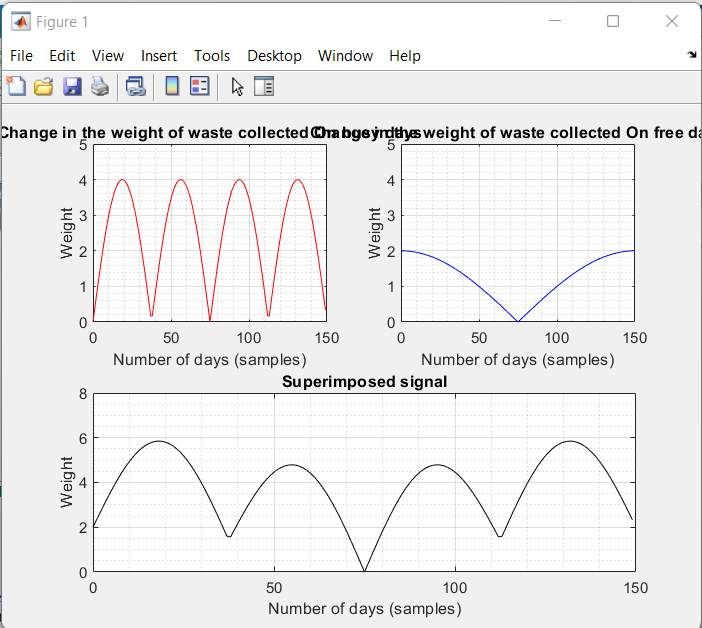 Figure 1
File Edit View Insert Tools Desktop Window Help
Change in the weight of waste collected On busy days
Change in the weight of waste collected On free
5
4
3
2
1
0
Weight
0 50 100 150
Number of days (samples)
5
4
3
2
1
0
Weight
0 50 100 150
Number of days (samples)
Superimposed signal
8
6
4
2
0
Weight
0 50 100 150
Number of days (samples)